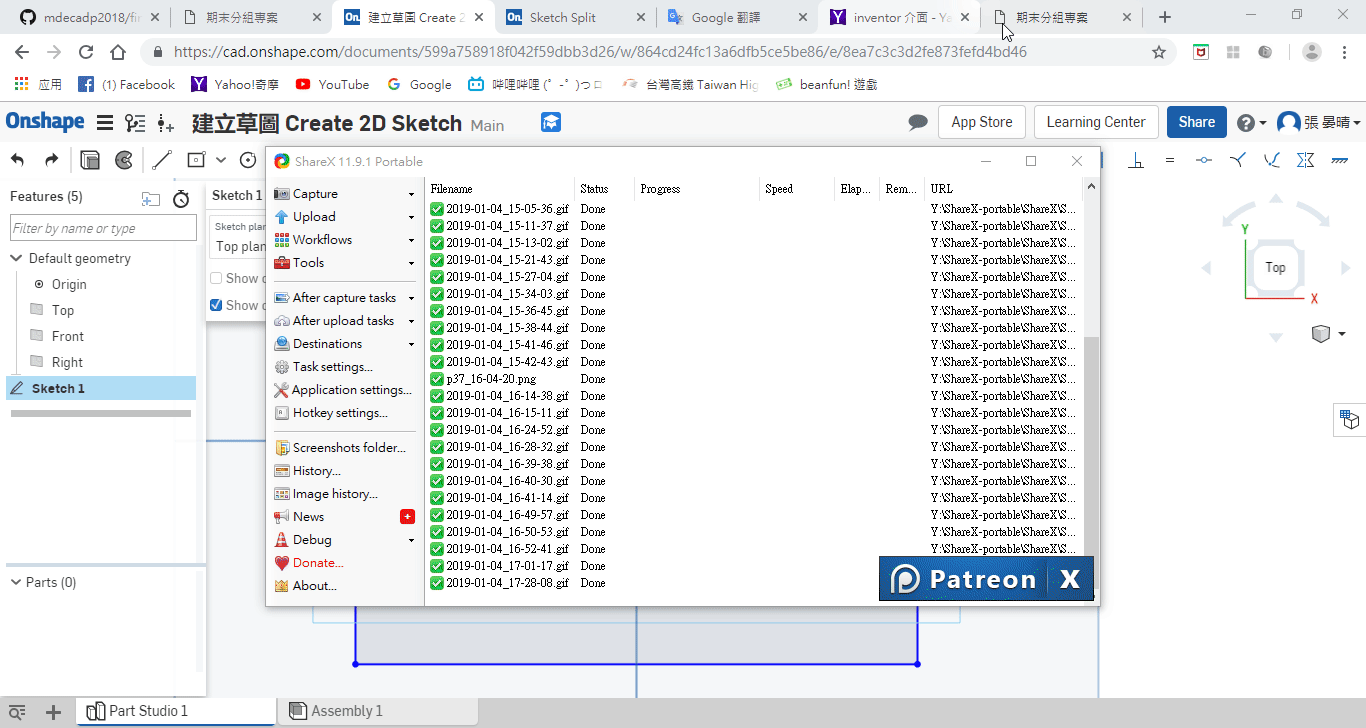 mdecadp2018/fir
期末分組專案
建立草圖 Create 2
Sketch Split
Google 翻譯
inventor 介面 - Ya
期末分組專案
https://cad.onshape.com/documents/599a758918f042f59dbb3d26/w/864cd24fc13a6dfb5ce5be86/e/8ea7c3c3d2fe873fefd4bd46
应用
(1) Facebook
Yahoo!奇摩
YouTube
Google
哔哩哔哩 (゜-゜)つロ
台灣高鐵 Taiwan Hig
beanfun! 遊戲
Onshape
建立草圖 Create 2D Sketch Main
App Store
Learning Center
Share
張 晏晴
Features (5)
Filter by name or type
Default geometry
Origin
Top
Front
Right
Sketch 1
Parts (0)
Sketch 1
Sketch plan
Top plan
Show c
Show c
ShareX 11.9.1 Portable
Capture
Upload
Workflows
Tools
After capture tasks
After upload tasks
Destinations
Task settings...
Application settings...
Hotkey settings...
Screenshots folder...
History...
Image history...
News
Debug
Donate...
About...
Filename Status Progress Speed Elap... Rem... URL
2019-01-04_15-05-36.gif Done Y:\ShareX-portable\ShareX\S...
2019-01-04_15-11-37.gif Done Y:\ShareX-portable\ShareX\S...
2019-01-04_15-13-02.gif Done Y:\ShareX-portable\ShareX\S...
2019-01-04_15-21-43.gif Done Y:\ShareX-portable\ShareX\S...
2019-01-04_15-27-04.gif Done Y:\ShareX-portable\ShareX\S...
2019-01-04_15-34-03.gif Done Y:\ShareX-portable\ShareX\S...
2019-01-04_15-36-45.gif Done Y:\ShareX-portable\ShareX\S...
2019-01-04_15-38-44.gif Done Y:\ShareX-portable\ShareX\S...
2019-01-04_15-41-46.gif Done Y:\ShareX-portable\ShareX\S...
2019-01-04_15-42-43.gif Done Y:\ShareX-portable\ShareX\S...
p37_16-04-20.png Done Y:\ShareX-portable\ShareX\S...
2019-01-04_16-14-38.gif Done Y:\ShareX-portable\ShareX\S...
2019-01-04_16-15-11.gif Done Y:\ShareX-portable\ShareX\S...
2019-01-04_16-24-52.gif Done Y:\ShareX-portable\ShareX\S...
2019-01-04_16-28-32.gif Done Y:\ShareX-portable\ShareX\S...
2019-01-04_16-39-38.gif Done Y:\ShareX-portable\ShareX\S...
2019-01-04_16-40-30.gif Done Y:\ShareX-portable\ShareX\S...
2019-01-04_16-41-14.gif Done Y:\ShareX-portable\ShareX\S...
2019-01-04_16-49-57.gif Done Y:\ShareX-portable\ShareX\S...
2019-01-04_16-50-53.gif Done Y:\ShareX-portable\ShareX\S...
2019-01-04_16-52-41.gif Done Y:\ShareX-portable\ShareX\S...
2019-01-04_17-01-17.gif Done
2019-01-04_17-28-08.gif Done
Patreon X
Y
Top
X
Part Studio 1
Assembly 1